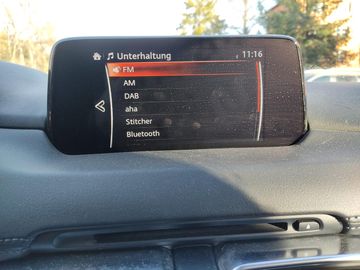 Unterhaltung 11:16
FM
AM
DAB
aha
Stitcher
Bluetooth